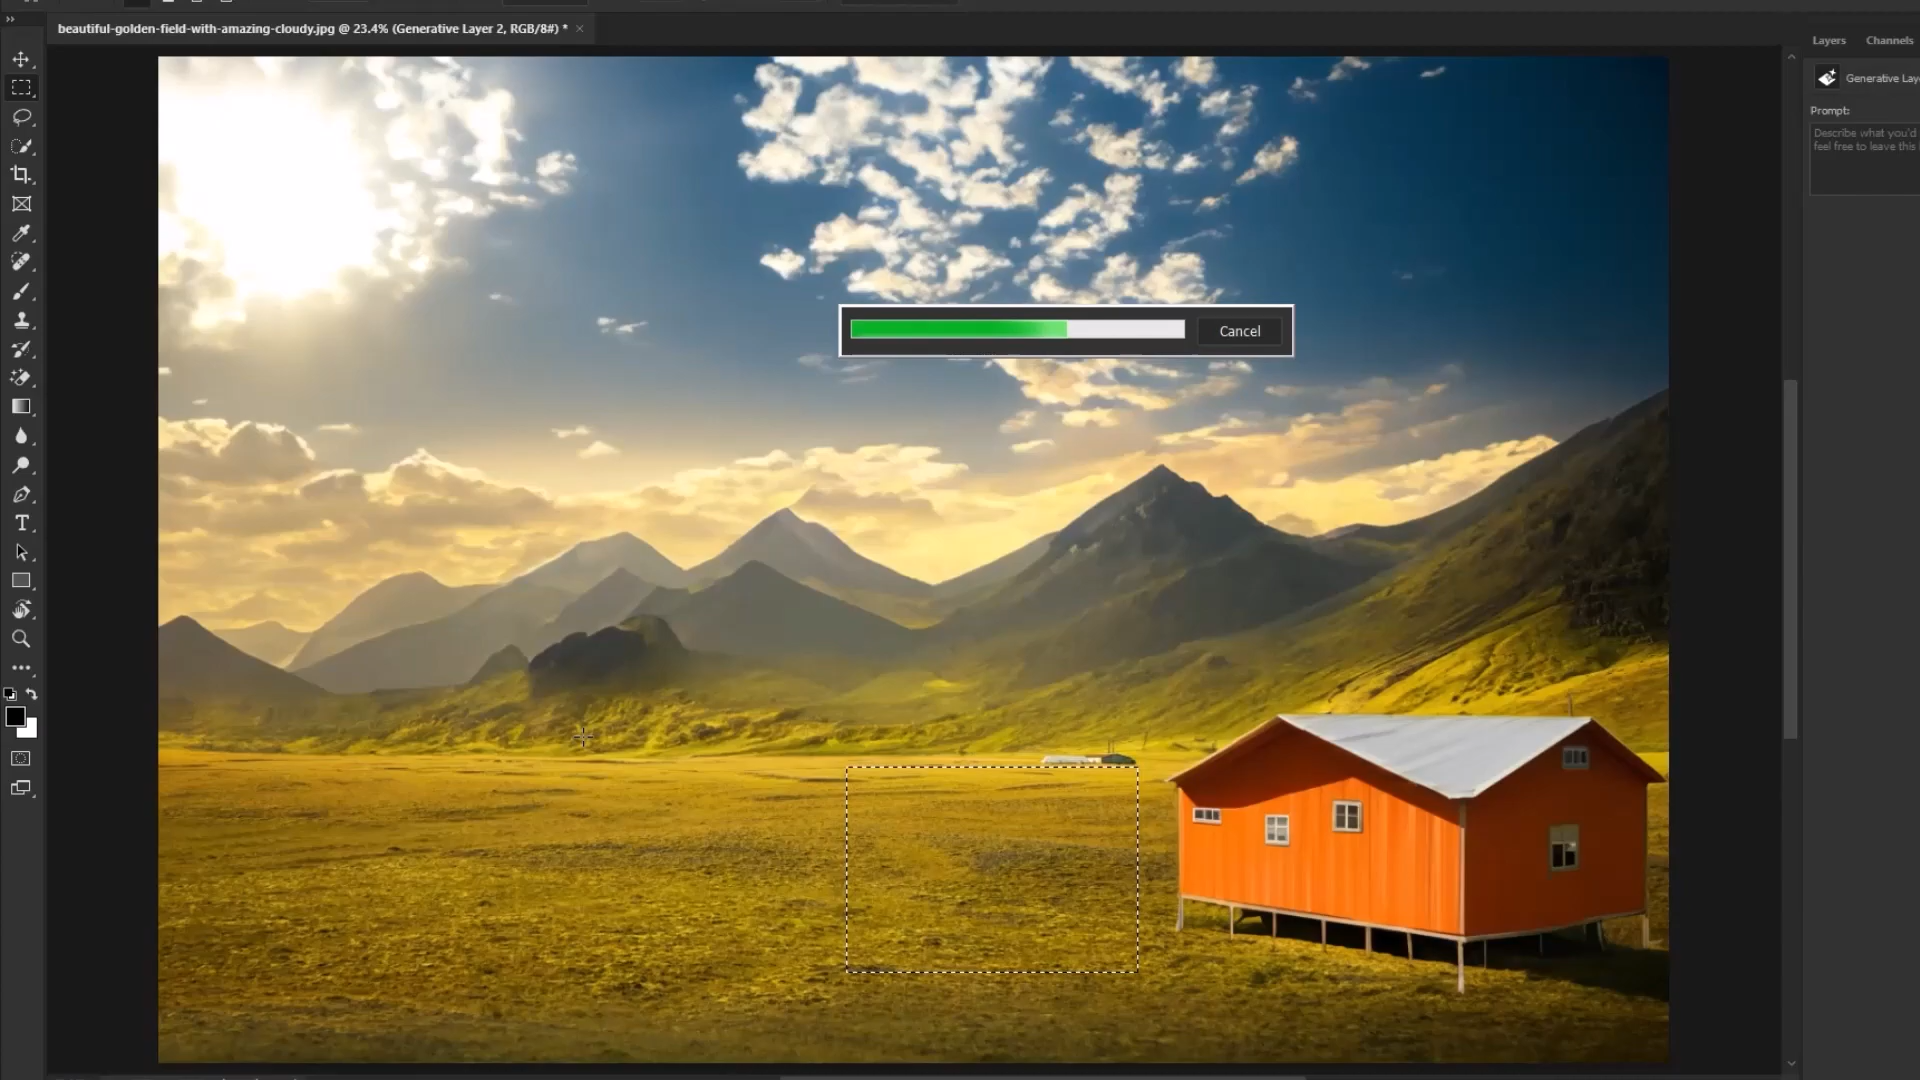 beautiful-golden-field-with-amazing-cloudy.jpg @ 23.4% (Generative Layer 2, RGB/8#) *
Layers Channels
Generative Lay
Prompt:
Describe what you'd
feel free to leave this
Cancel
T